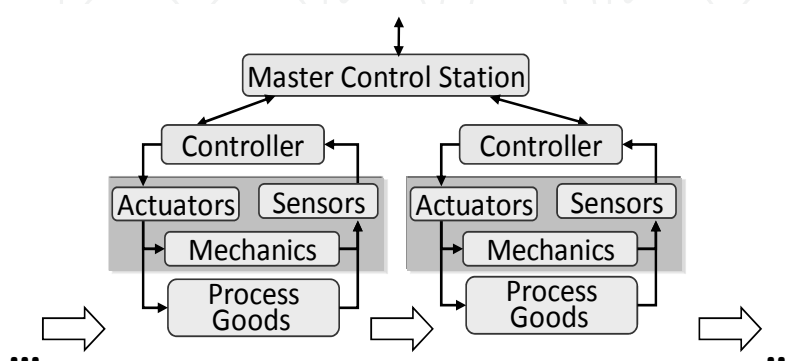 Master Control Station
Controller
Controller
Actuators
Sensors
Actuators
Sensors
Mechanics
Mechanics
Process
Goods
Process
Goods
...
..